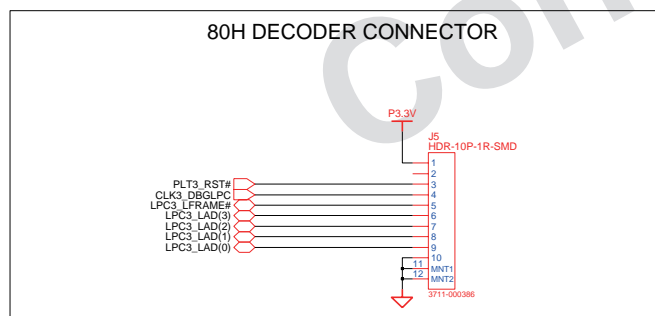 80H DECODER CONNECTOR
P3.3V
J5
HDR-10P-1R-SMD
1
2
PLT3_RST# 3
CLK3_DBGLPC 4
LPC3_LFRAME# 5
LPC3_LAD(3) 6
LPC3_LAD(2) 7
LPC3_LAD(1) 8
LPC3_LAD(0) 9
10
11 MNT1
12 MNT2
3711-000386
Con